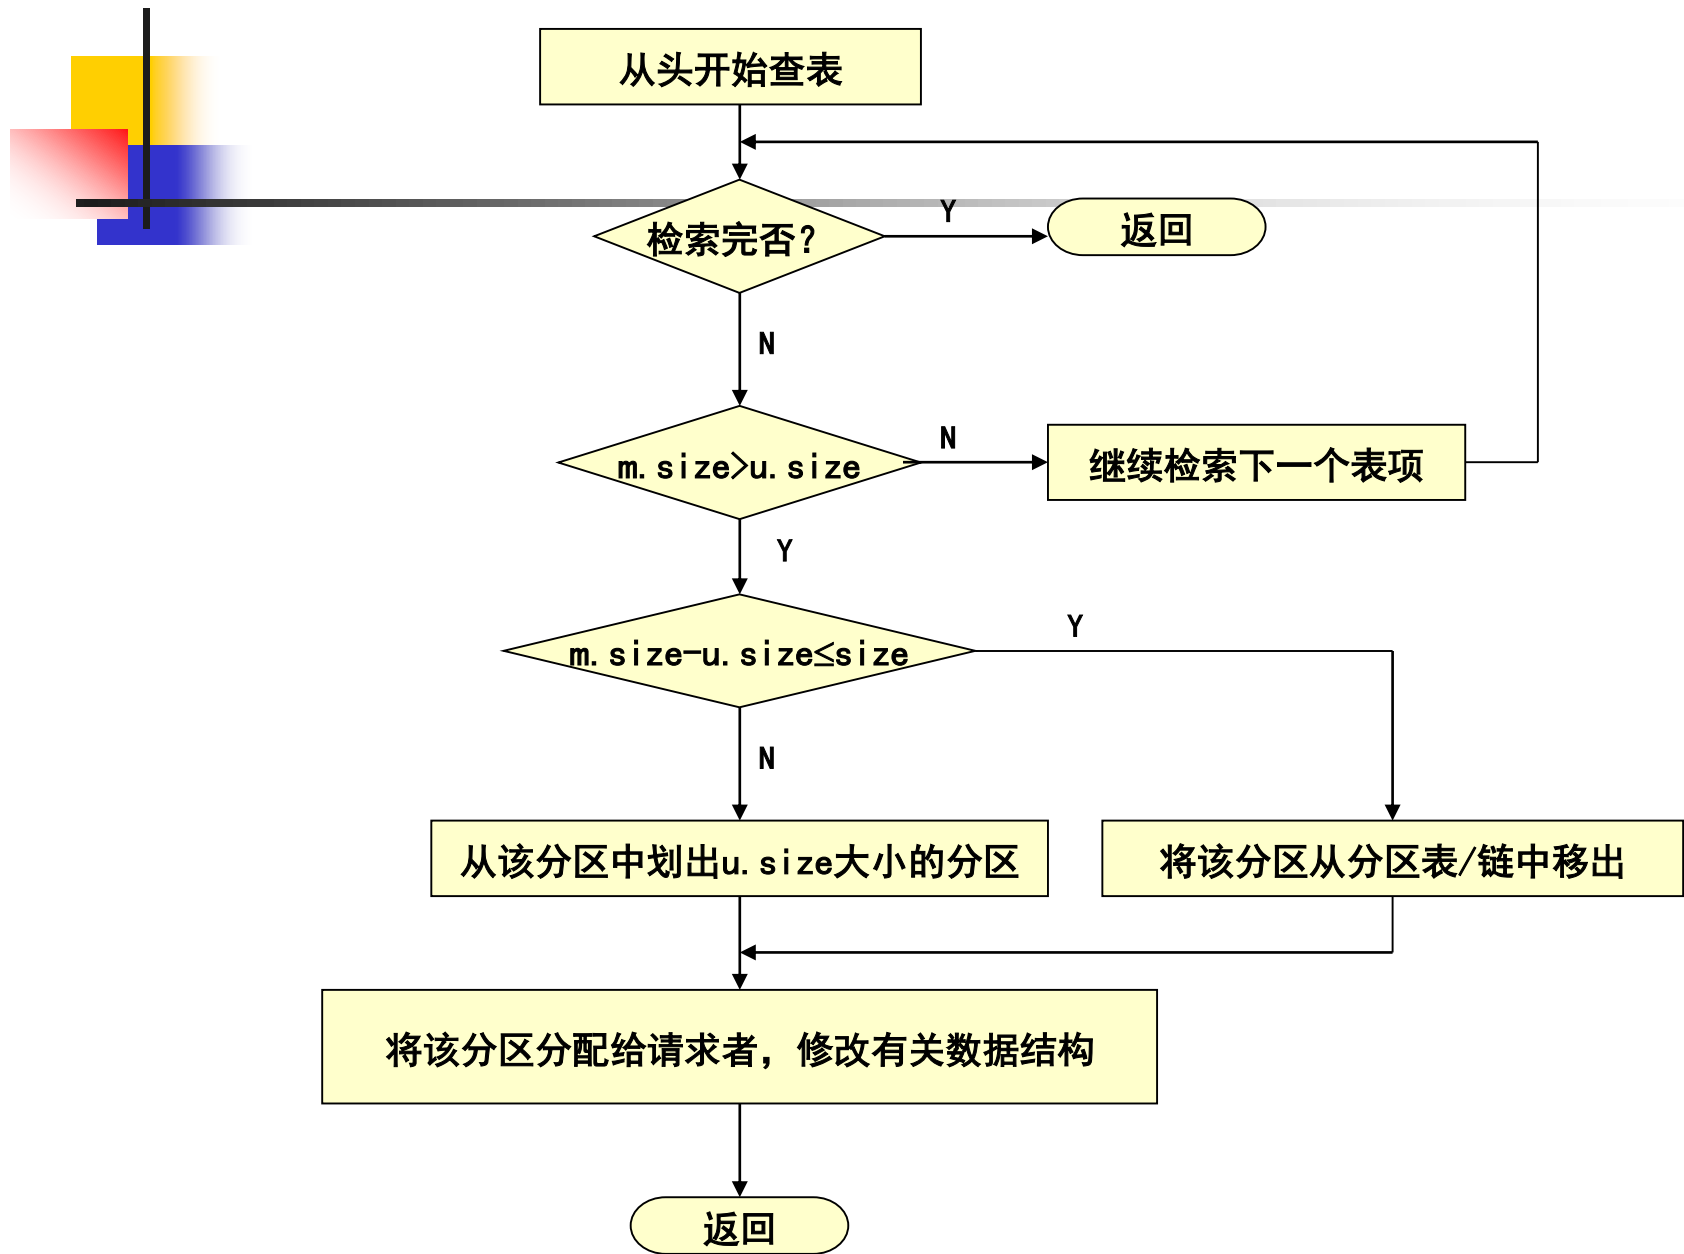 从头开始查表
检索完否?
Y
返回
N
m.size>u.size
N
继续检索下一个表项
Y
m.size-u.size≤size
Y
N
从该分区中划出u.size大小的分区
将该分区从分区表/链中移出
将该分区分配给请求者，修改有关数据结构
返回